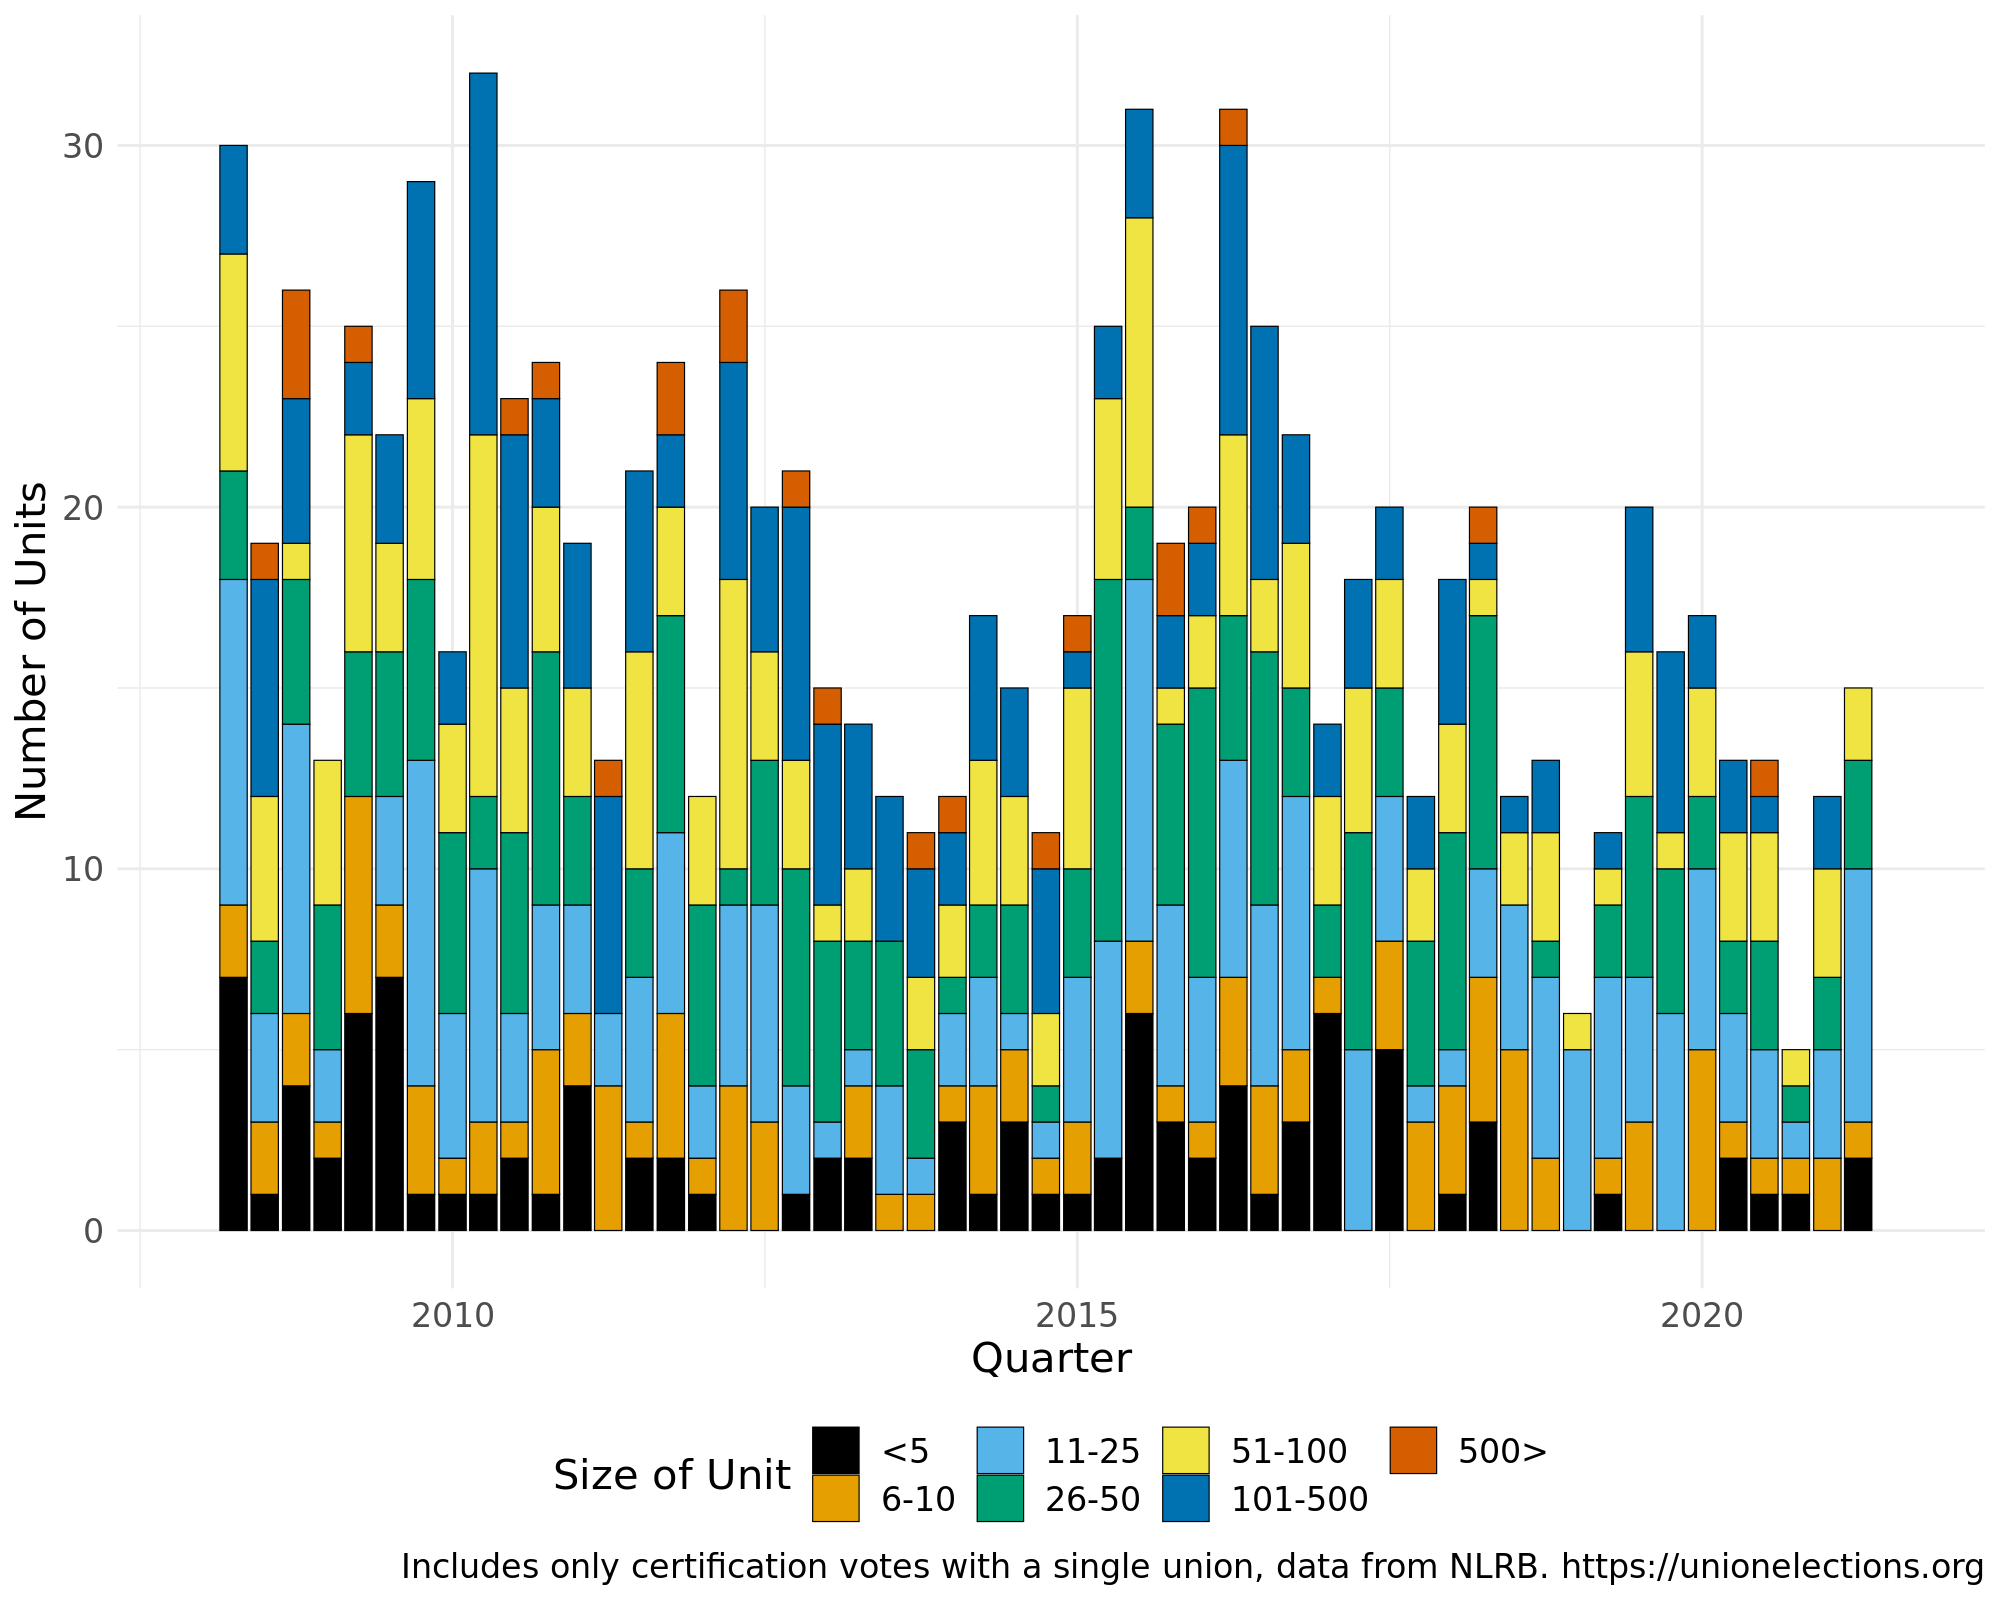 30
20
10
0
Number of Units
2010 2015 2020
Quarter
Size of Unit
<5 11-25 51-100 500>
6-10 26-50 101-500
Includes only certification votes with a single union, data from NLRB. https://unionelections.org